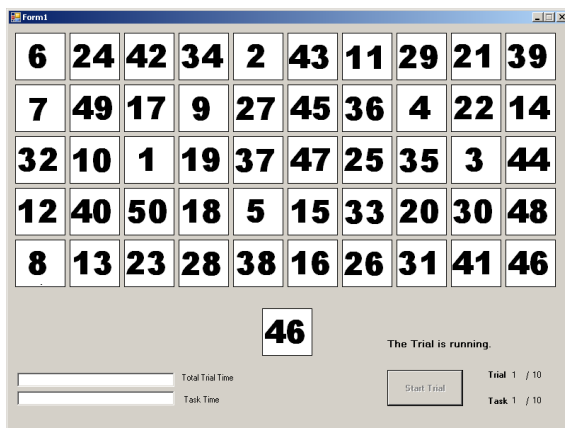 Form1
6 24 42 34 2 43 11 29 21 39
7 49 17 9 27 45 36 4 22 14
32 10 1 19 37 47 25 35 3 44
12 40 50 18 5 15 33 20 30 48
8 13 23 28 38 16 26 31 41 46
46
The Trial is running.
Total Trial Time
Task Time
Start Trial
Trial 1 / 10
Task 1 / 10